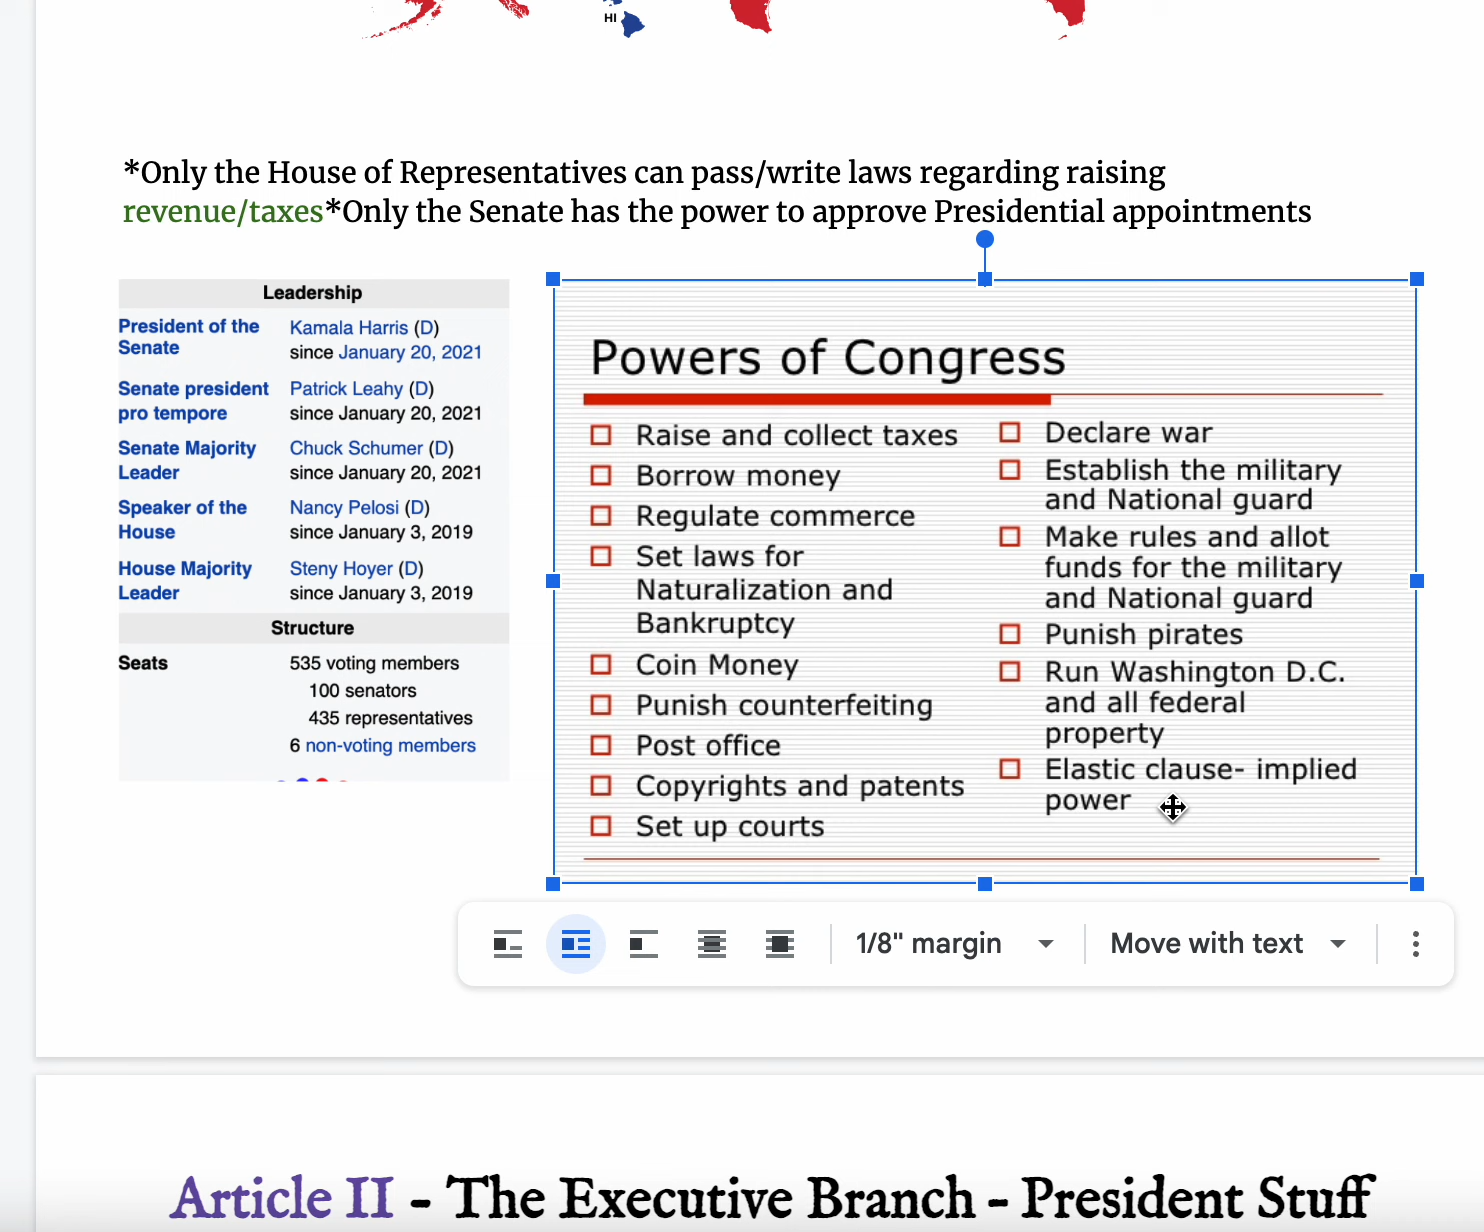 HI
*Only the House of Representatives can pass/write laws regarding raising
revenue/taxes*Only the Senate has the power to approve Presidential appointments
Leadership
President of the Senate
Kamala Harris (D)
since January 20, 2021
Senate president pro tempore
Patrick Leahy (D)
since January 20, 2021
Senate Majority Leader
Chuck Schumer (D)
since January 20, 2021
Speaker of the House
Nancy Pelosi (D)
since January 3, 2019
House Majority Leader
Steny Hoyer (D)
since January 3, 2019
Structure
Seats
535 voting members
100 senators
435 representatives
6 non-voting members
Powers of Congress
Raise and collect taxes
Borrow money
Regulate commerce
Set laws for
Naturalization and
Bankruptcy
Coin Money
Punish counterfeiting
Post office
Copyrights and patents
Set up courts
Declare war
Establish the military
and National guard
Make rules and allot
funds for the military
and National guard
Punish pirates
Run Washington D.C.
and all federal
property
Elastic clause- implied
power
1/8" margin
Move with text
Article II - The Executive Branch - President Stuff